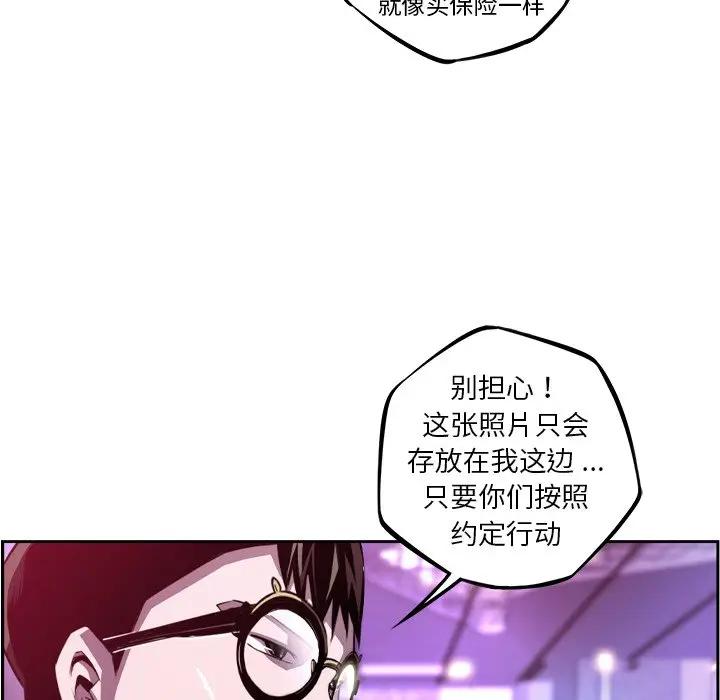 就像买保险一样
别担心！
这张照片只会
存放在我这边...
只要你们按照
约定行动